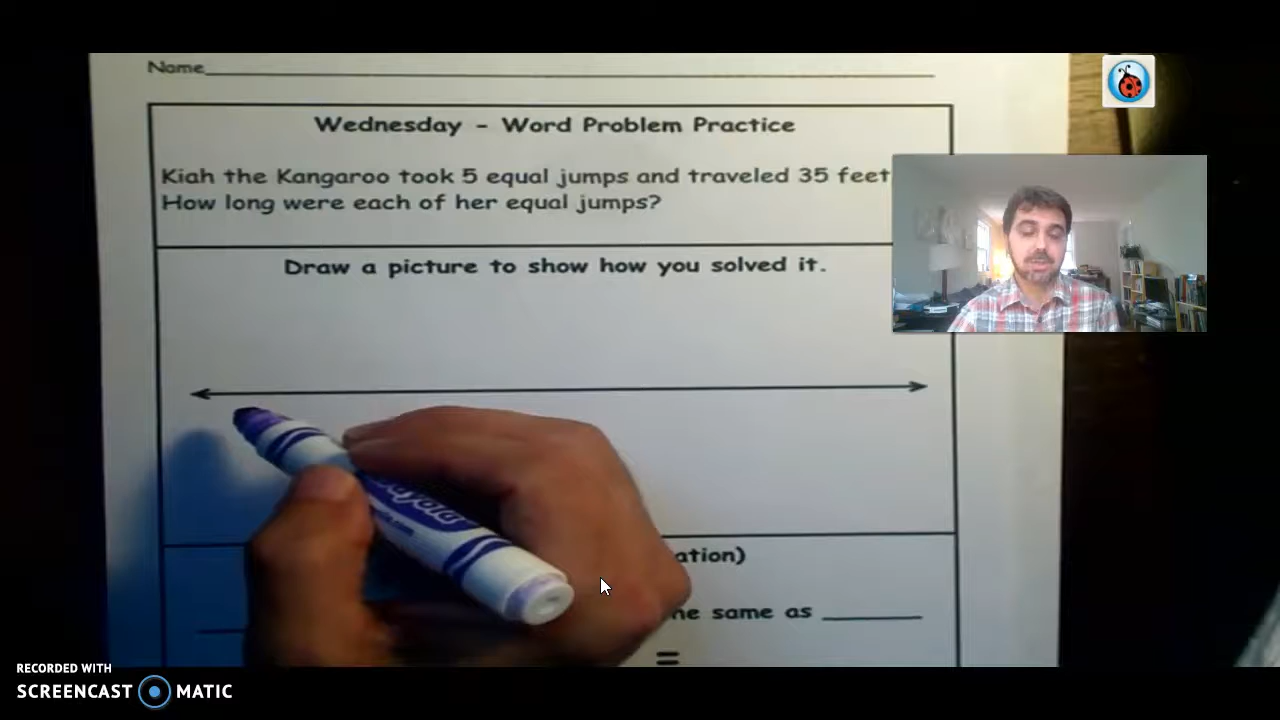 Name
Wednesday - Word Problem Practice
Kiah the Kangaroo took 5 equal jumps and traveled 35 feet
How long were each of her equal jumps?
Draw a picture to show how you solved it.
ation)
same as
=
RECORDED WITH
SCREENCAST MATIC